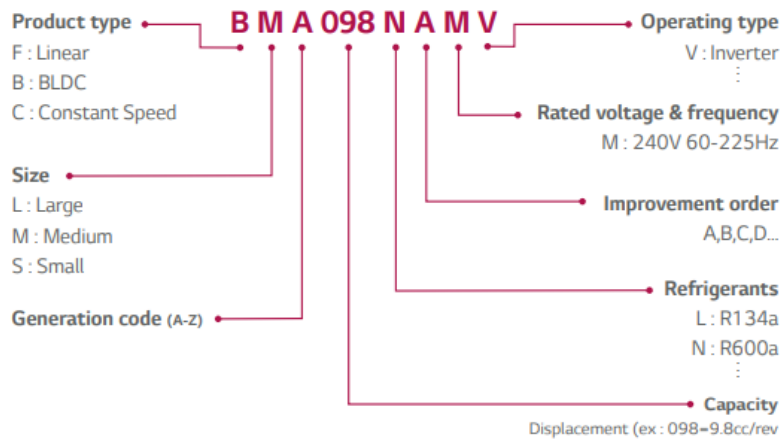 BMA098NAMV
Product type
F : Linear
B : BLDC
C : Constant Speed
Size
L : Large
M : Medium
S : Small
Generation code (A-Z)
Operating type
V : Inverter
⋮
Rated voltage & frequency
M : 240V 60-225Hz
Improvement order
A,B,C,D...
Refrigerants
L : R134a
N : R600a
⋮
Capacity
Displacement (ex : 098=9.8cc/rev